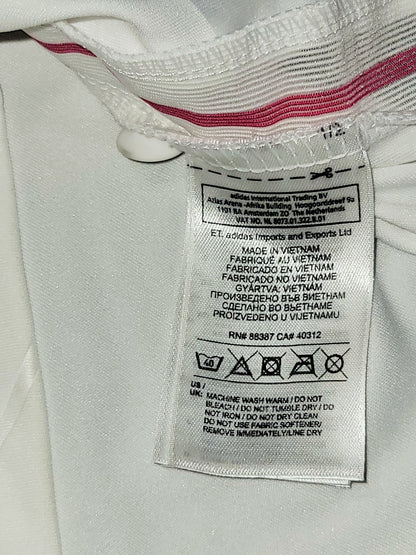 adidas International Trading BV
Atlas Arena -Afrika Building Hoogoorddreef 9a
1101 BA Amsterdam ZO The Netherlands
VAT NO. NL 8073.01.322.B.01
ET: adidas Imports and Exports Ltd
MADE IN VIETNAM
FABRIQUÉ AU VIETNAM
FABRICADO EN VIETNAM
FABRICADO NO VIETNAME
GYÁRTVA: VIETNAM
ПРОИЗВЕДЕНО ВЪВ ВИЕТНАМ
СДЕЛАНО ВО ВЬЕТНАМЕ
PROIZVEDENO U VIJETNAMU
RN# 88387 CA# 40312
40
US /
UK: MACHINE WASH WARM / DO NOT
BLEACH / DO NOT TUMBLE DRY / DO
NOT IRON / DO NOT DRY CLEAN
DO NOT USE FABRIC SOFTENER/
REMOVE IMMEDIATELY/LINE DRY